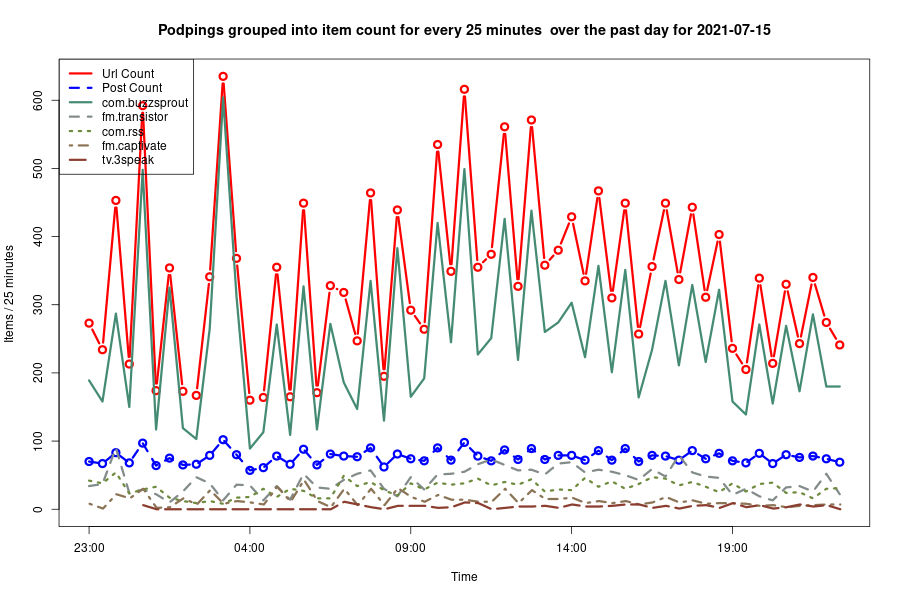 Podpings grouped into item count for every 25 minutes  over the past day for 2021-07-15
Url Count
Post Count
com.buzzsprout
fm.transistor
com.rss
fm.captivate
tv.3speak
Items / 25 minutes
600
500
400
300
200
100
0
23:00
04:00
09:00
14:00
19:00
Time